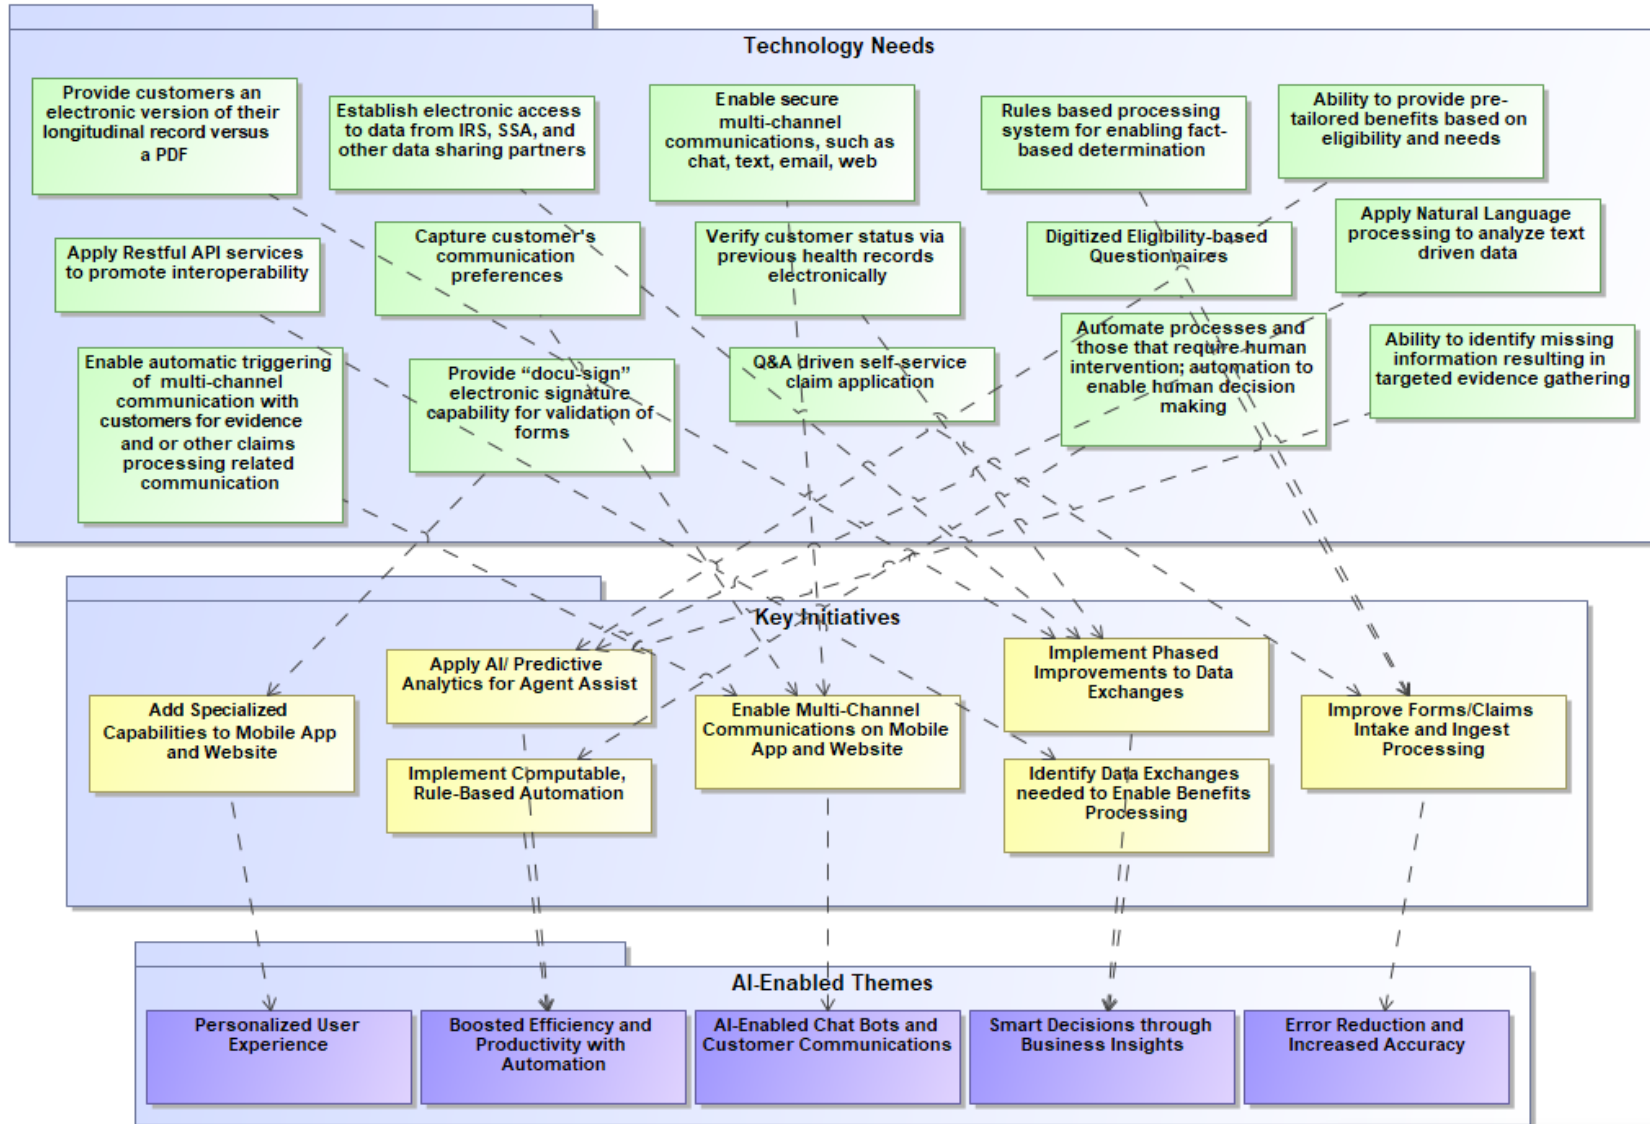 Technology Needs
Provide customers an
electronic version of their
longitudinal record versus
a PDF
Establish electronic access
to data from IRS, SSA, and
other data sharing partners
Enable secure
multi-channel
communications, such as
chat, text, email, web
Rules based processing
system for enabling fact-
based determination
Ability to provide pre-
tailored benefits based on
eligibility and needs
Apply Restful API services
to promote interoperability
Capture customer's
communication
preferences
Verify customer status via
previous health records
electronically
Digitized Eligibility-based
Questionnaires
Apply Natural Language
processing to analyze text
driven data
Enable automatic triggering
of multi-channel
communication with
customers for evidence
and or other claims
processing related
communication
Provide “docu-sign”
electronic signature
capability for validation of
forms
Q&A driven self-service
claim application
Automate processes and
those that require human
intervention; automation to
enable human decision
making
Ability to identify missing
information resulting in
targeted evidence gathering
Key Initiatives
Add Specialized
Capabilities to Mobile App
and Website
Apply AI/ Predictive
Analytics for Agent Assist
Implement Computable,
Rule-Based Automation
Enable Multi-Channel
Communications on Mobile
App and Website
Implement Phased
Improvements to Data
Exchanges
Identify Data Exchanges
needed to Enable Benefits
Processing
Improve Forms/Claims
Intake and Ingest
Processing
AI-Enabled Themes
Personalized User
Experience
Boosted Efficiency and
Productivity with
Automation
AI-Enabled Chat Bots and
Customer Communications
Smart Decisions through
Business Insights
Error Reduction and
Increased Accuracy